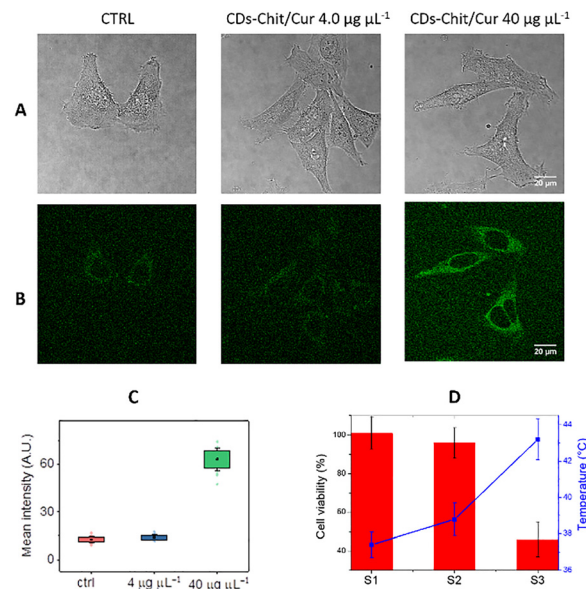 CTRL
CDs-Chit/Cur 4.0 µg µL⁻¹
CDs-Chit/Cur 40 µg µL⁻¹
A
20 µm
B
20 µm
C
D
Mean intensity (A.U.)
60
30
0
ctrl
4 µg µL⁻¹
40 µg µL⁻¹
Cell viability (%)
100
80
60
40
S1
S2
S3
44
42
40
38
36
Temperature (°C)